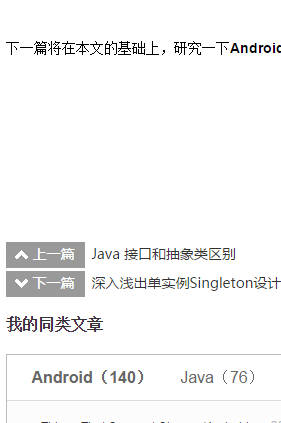 下一篇将在本文的基础上，研究一下Android
上一篇 Java 接口和抽象类区别
下一篇 深入浅出单实例Singleton设计
我的同类文章
Android（140） Java（76）